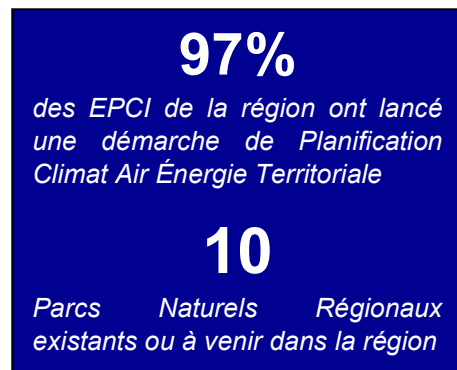 97%
des EPCI de la région ont lancé
une démarche de Planification
Climat Air Énergie Territoriale
10
Parcs Naturels Régionaux
existants ou à venir dans la région